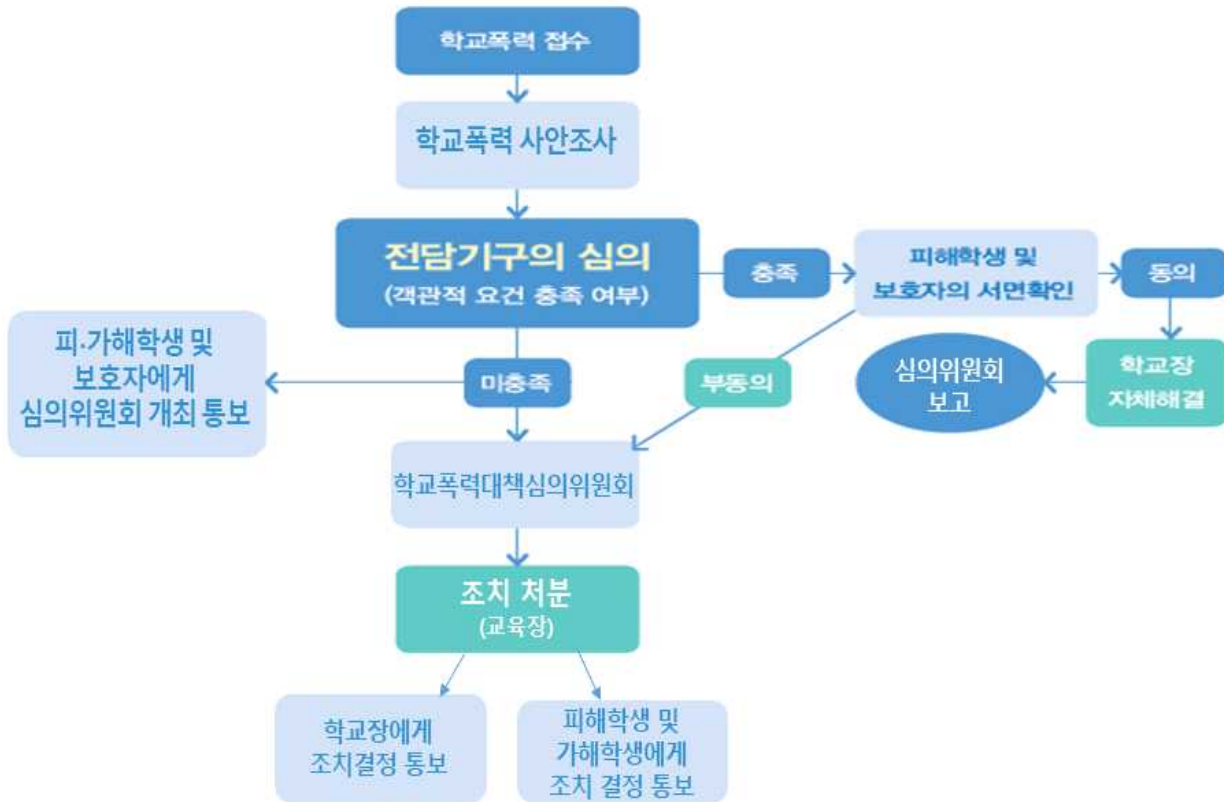 학교폭력 접수
학교폭력 사안조사
전담기구의 심의
(객관적 요건 충족 여부)
충족
피해학생 및
보호자의 서면확인
동의
피·가해학생 및
보호자에게
심의위원회 개최 통보
미충족
부동의
심의위원회
보고
학교장
자체해결
학교폭력대책심의위원회
조치 처분
(교육장)
학교장에게
조치결정 통보
피해학생 및
가해학생에게
조치 결정 통보